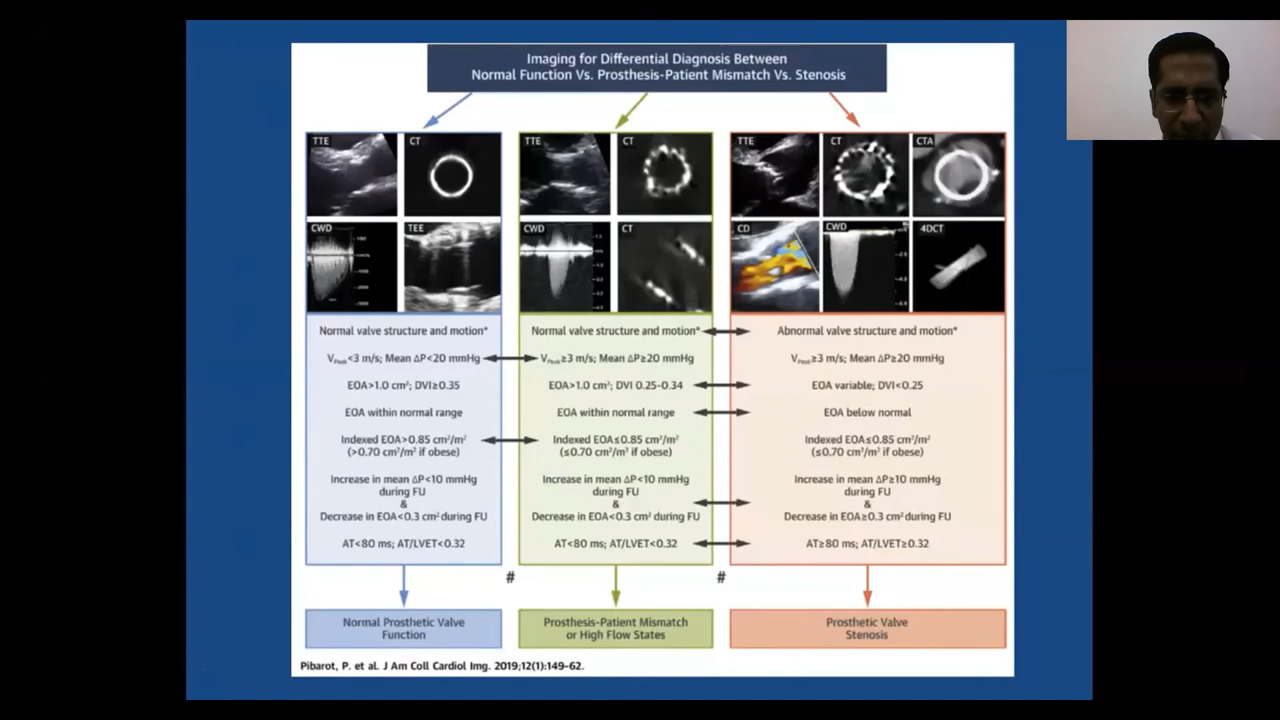 Imaging for Differential Diagnosis Between
Normal Function Vs. Prosthesis-Patient Mismatch Vs. Stenosis
TTE
CT
CWD
TEE
Normal valve structure and motion*
VPeak<3 m/s; Mean ΔP<20 mmHg
EOA>1.0 cm²; DVI≥0.35
EOA within normal range
Indexed EOA>0.85 cm²/m²
(>0.70 cm²/m² if obese)
Increase in mean ΔP<10 mmHg
during FU
&
Decrease in EOA<0.3 cm² during FU
AT<80 ms; AT/LVET<0.32
Normal Prosthetic Valve
Function
TTE
CT
CWD
CT
Normal valve structure and motion*
VPeak≥3 m/s; Mean ΔP≥20 mmHg
EOA>1.0 cm²; DVI 0.25-0.34
EOA within normal range
Indexed EOA≤0.85 cm²/m²
(≤0.70 cm²/m² if obese)
Increase in mean ΔP<10 mmHg
during FU
&
Decrease in EOA<0.3 cm² during FU
AT<80 ms; AT/LVET<0.32
#
#
Prosthesis-Patient Mismatch
or High Flow States
TTE
CT
CTA
CD
CWD
4DCT
Abnormal valve structure and motion*
VPeak≥3 m/s; Mean ΔP≥20 mmHg
EOA variable; DVI<0.25
EOA below normal
Indexed EOA≤0.85 cm²/m²
(≤0.70 cm²/m² if obese)
Increase in mean ΔP≥10 mmHg
during FU
&
Decrease in EOA≥0.3 cm² during FU
AT≥80 ms; AT/LVET≥0.32
Prosthetic Valve
Stenosis
Pibarot, P. et al. J Am Coll Cardiol Img. 2019;12(1):149-62.